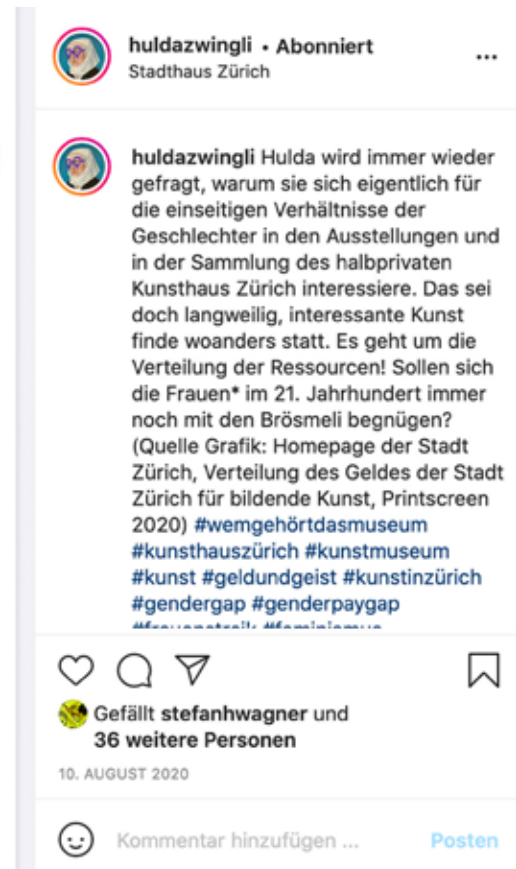 huldazwingli • Abonniert
Stadthaus Zürich
...
huldazwingli Hulda wird immer wieder
gefragt, warum sie sich eigentlich für
die einseitigen Verhältnisse der
Geschlechter in den Ausstellungen und
in der Sammlung des halbprivaten
Kunsthaus Zürich interessiere. Das sei
doch langweilig, interessante Kunst
finde woanders statt. Es geht um die
Verteilung der Ressourcen! Sollen sich
die Frauen* im 21. Jahrhundert immer
noch mit den Brösmeli begnügen?
(Quelle Grafik: Homepage der Stadt
Zürich, Verteilung des Geldes der Stadt
Zürich für bildende Kunst, Printscreen
2020) #wemgehörtdasmuseum
#kunsthauszürich #kunstmuseum
#kunst #geldundgeist #kunstinzürich
#gendergap #genderpaygap
#frauenstreik #feminismus
Gefällt stefanhwagner und
36 weitere Personen
10. AUGUST 2020
Kommentar hinzufügen ... Posten